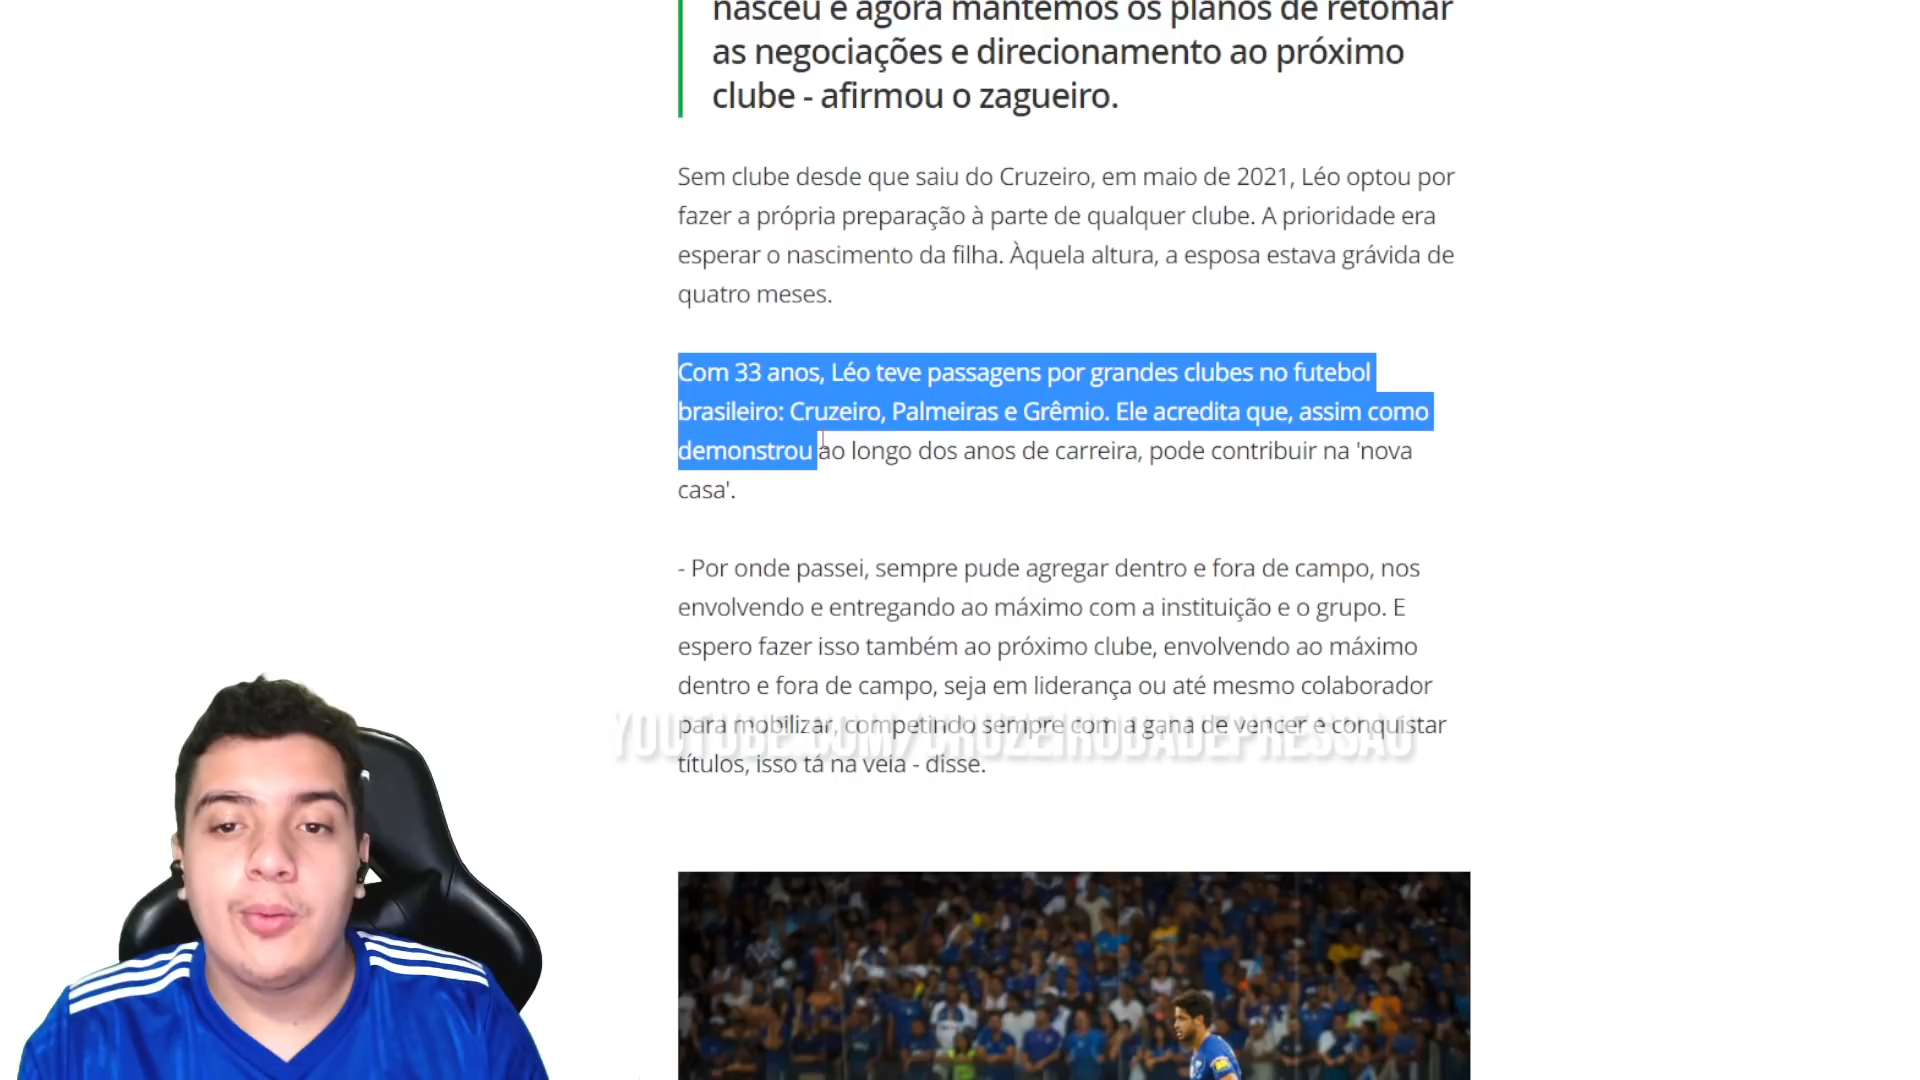 nasceu e agora mantemos os planos de retomar
as negociações e direcionamento ao próximo
clube - afirmou o zagueiro.
Sem clube desde que saiu do Cruzeiro, em maio de 2021, Léo optou por
fazer a própria preparação à parte de qualquer clube. A prioridade era
esperar o nascimento da filha. Àquela altura, a esposa estava grávida de
quatro meses.
Com 33 anos, Léo teve passagens por grandes clubes no futebol
brasileiro: Cruzeiro, Palmeiras e Grêmio. Ele acredita que, assim como
demonstrou ao longo dos anos de carreira, pode contribuir na 'nova
casa'.
- Por onde passei, sempre pude agregar dentro e fora de campo, nos
envolvendo e entregando ao máximo com a instituição e o grupo. E
espero fazer isso também ao próximo clube, envolvendo ao máximo
dentro e fora de campo, seja em liderança ou até mesmo colaborador
para mobilizar, competindo sempre com a gana de vencer e conquistar
YOUTUBE.COM/CRUZEIRODADEPRESSAO
títulos, isso tá na veia - disse.